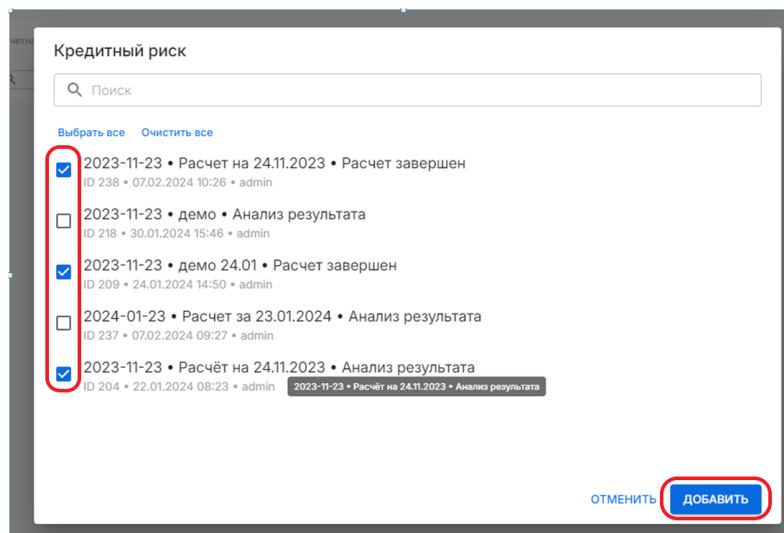 четна
Кредитный риск
Поиск
Выбрать все Очистить все
2023-11-23 • Расчет на 24.11.2023 • Расчет завершен
ID 238 • 07.02.2024 10:26 • admin
2023-11-23 • демо • Анализ результата
ID 218 • 30.01.2024 15:46 • admin
2023-11-23 • демо 24.01 • Расчет завершен
ID 209 • 24.01.2024 14:50 • admin
2024-01-23 • Расчет за 23.01.2024 • Анализ результата
ID 237 • 07.02.2024 09:27 • admin
2023-11-23 • Расчёт на 24.11.2023 • Анализ результата
ID 204 • 22.01.2024 08:23 • admin
2023-11-23 • Расчёт на 24.11.2023 • Анализ результата
ОТМЕНИТЬ ДОБАВИТЬ